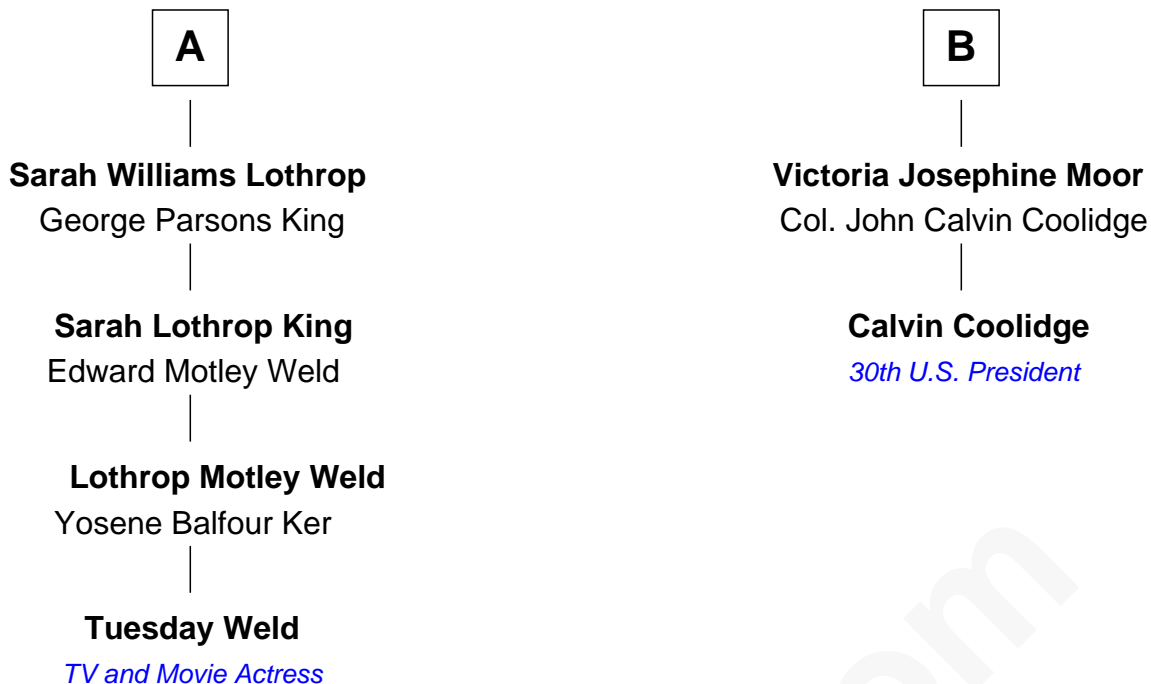 A
Sarah Williams Lothrop
George Parsons King
Sarah Lothrop King
Edward Motley Weld
Lothrop Motley Weld
Yosene Balfour Ker
Tuesday Weld
TV and Movie Actress
B
Victoria Josephine Moor
Col. John Calvin Coolidge
Calvin Coolidge
30th U.S. President
om